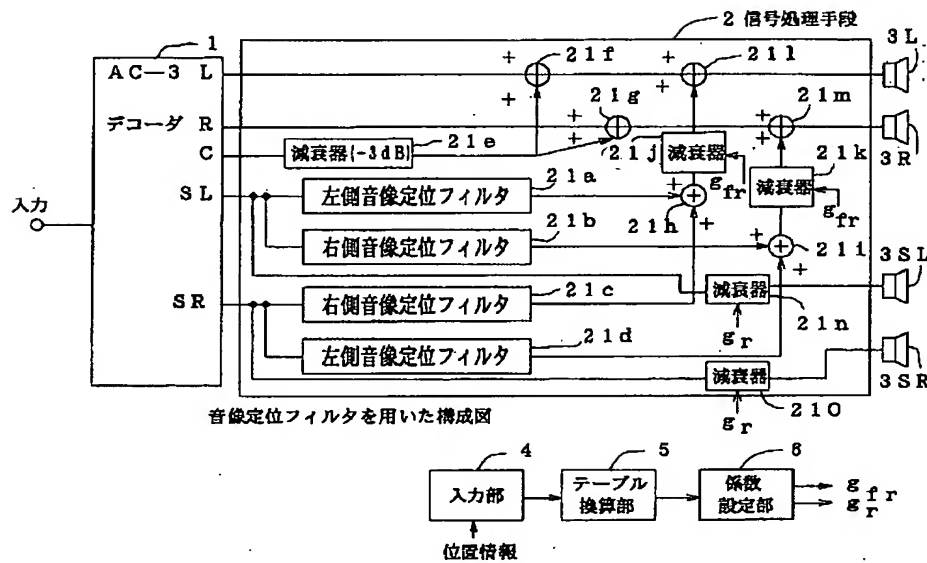 2 信号処理手段
3L
1
21f
21l
AC-3 L
+
+
+
+
21g
21m
デコーダ R
3R
+
+
+
+
C
減衰器(-3dB)
21e
21j
減衰器
21k
減衰器
g fr
g fr
入力
SL
左側音像定位フィルタ
21a
+
21h
+
右側音像定位フィルタ
21b
+
21i
+
3SL
SR
右側音像定位フィルタ
21c
減衰器
21n
g r
左側音像定位フィルタ
21d
減衰器
3SR
21o
g r
音像定位フィルタを用いた構成図
4
5
6
入力部
テーブル
換算部
係数
設定部
g fr
g r
位置情報